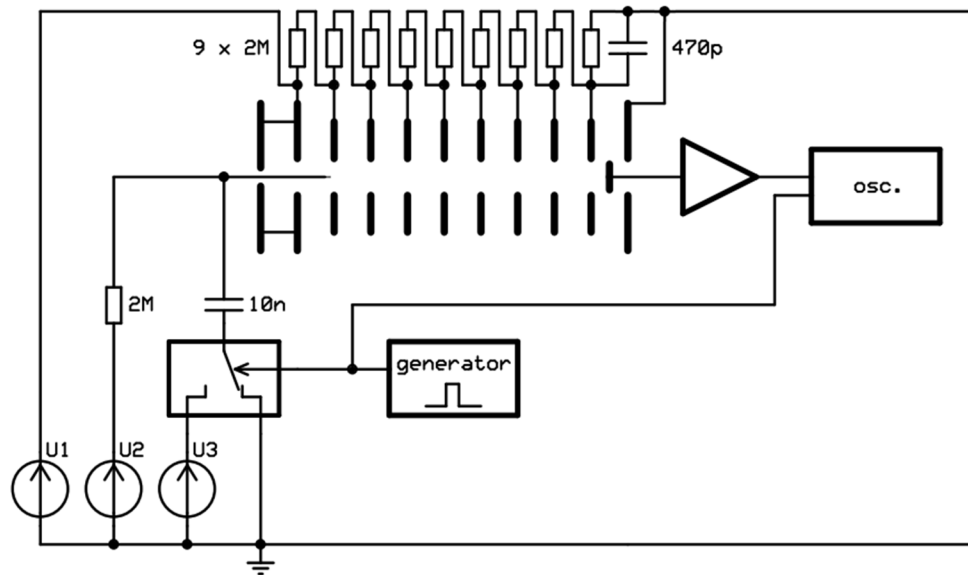 9 x 2M
470p
osc.
2M
10n
generator
U1
U2
U3